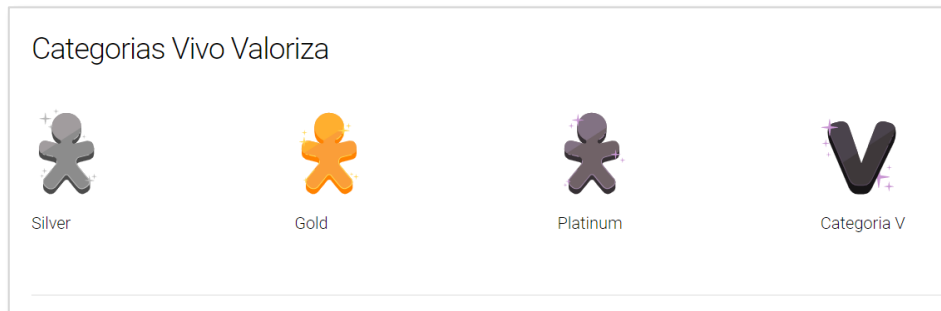 Categorias Vivo Valoriza
Silver
Gold
Platinum
Categoria V